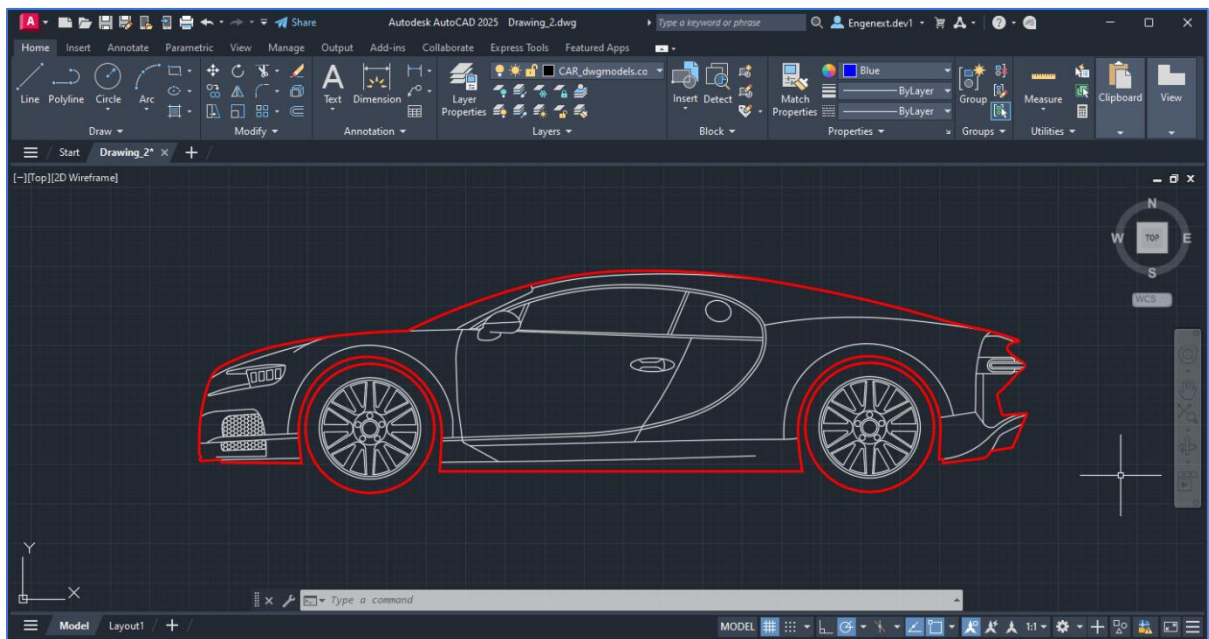 A Share Autodesk AutoCAD 2025 Drawing_2.dwg Type a keyword or phrase Engenext.dev1
Home Insert Annotate Parametric View Manage Output Add-ins Collaborate Express Tools Featured Apps
Line Polyline Circle Arc Text Dimension Layer Properties CAR_dwgmodels.co Insert Detect Match Properties Blue ByLayer ByLayer Group Measure Clipboard View
Draw Modify Annotation Layers Block Properties Groups Utilities
Start Drawing_2* +
[−][Top][2D Wireframe]
N
W TOP E
S
WCS
Y
X
Type a command
Model Layout1 + MODEL 1:1